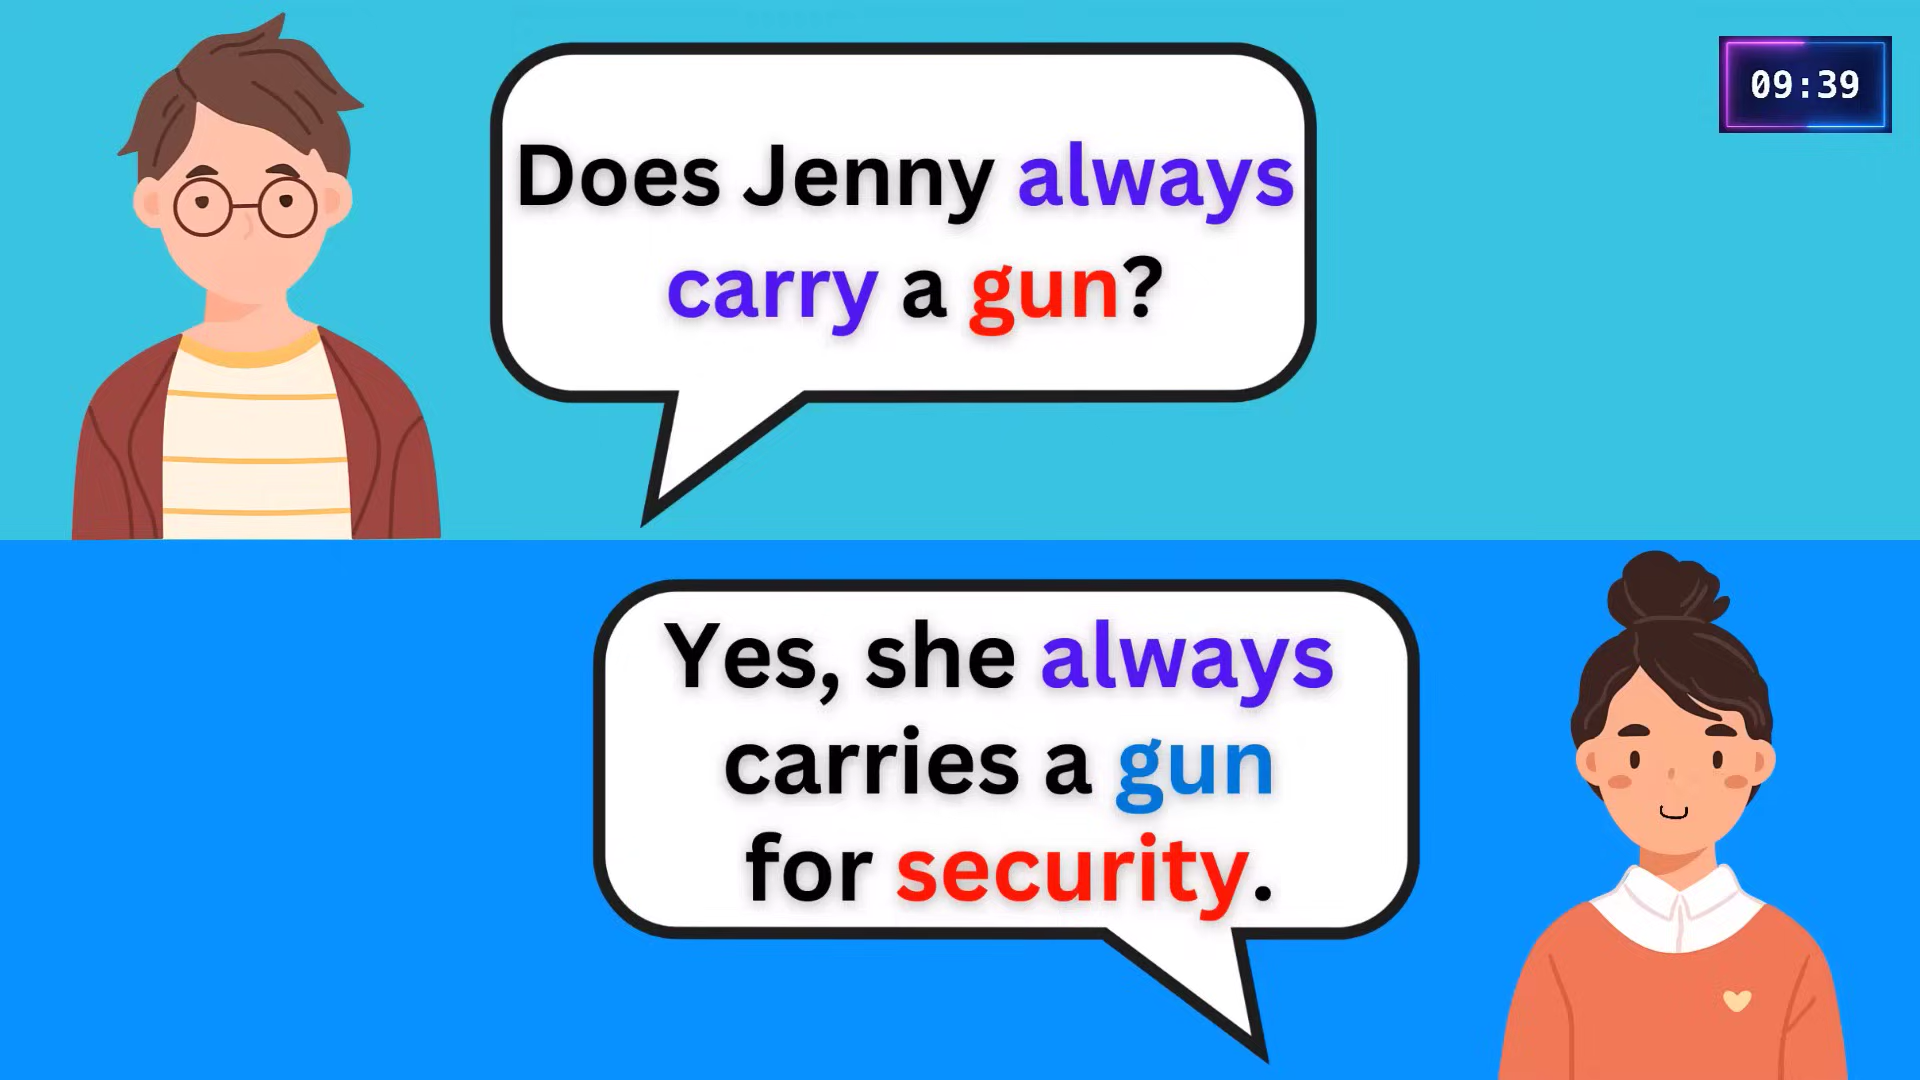 09:39
Does Jenny always
carry a gun?
Yes, she always
carries a gun
for security.